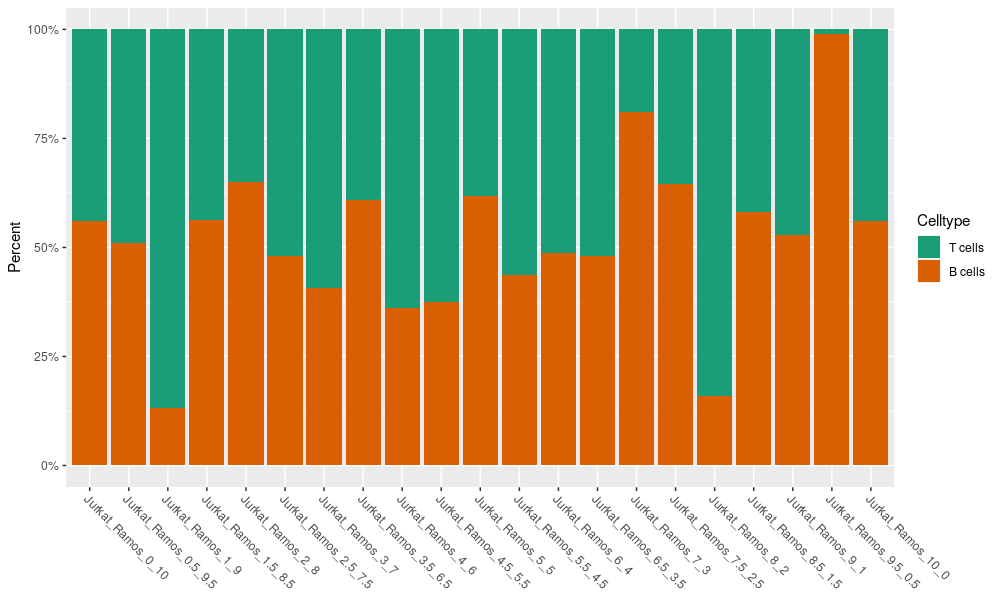 100%
75%
50%
25%
0%
Percent
Jurkat_Ramos_0_10
Jurkat_Ramos_0.5_9.5
Jurkat_Ramos_1_9
Jurkat_Ramos_1.5_8.5
Jurkat_Ramos_2_8
Jurkat_Ramos_2.5_7.5
Jurkat_Ramos_3_7
Jurkat_Ramos_3.5_6.5
Jurkat_Ramos_4_6
Jurkat_Ramos_4.5_5.5
Jurkat_Ramos_5_5
Jurkat_Ramos_5.5_4.5
Jurkat_Ramos_6_4
Jurkat_Ramos_6.5_3.5
Jurkat_Ramos_7_3
Jurkat_Ramos_7.5_2.5
Jurkat_Ramos_8_2
Jurkat_Ramos_8.5_1.5
Jurkat_Ramos_9_1
Jurkat_Ramos_9.5_0.5
Jurkat_Ramos_10_0
Celltype
T cells
B cells